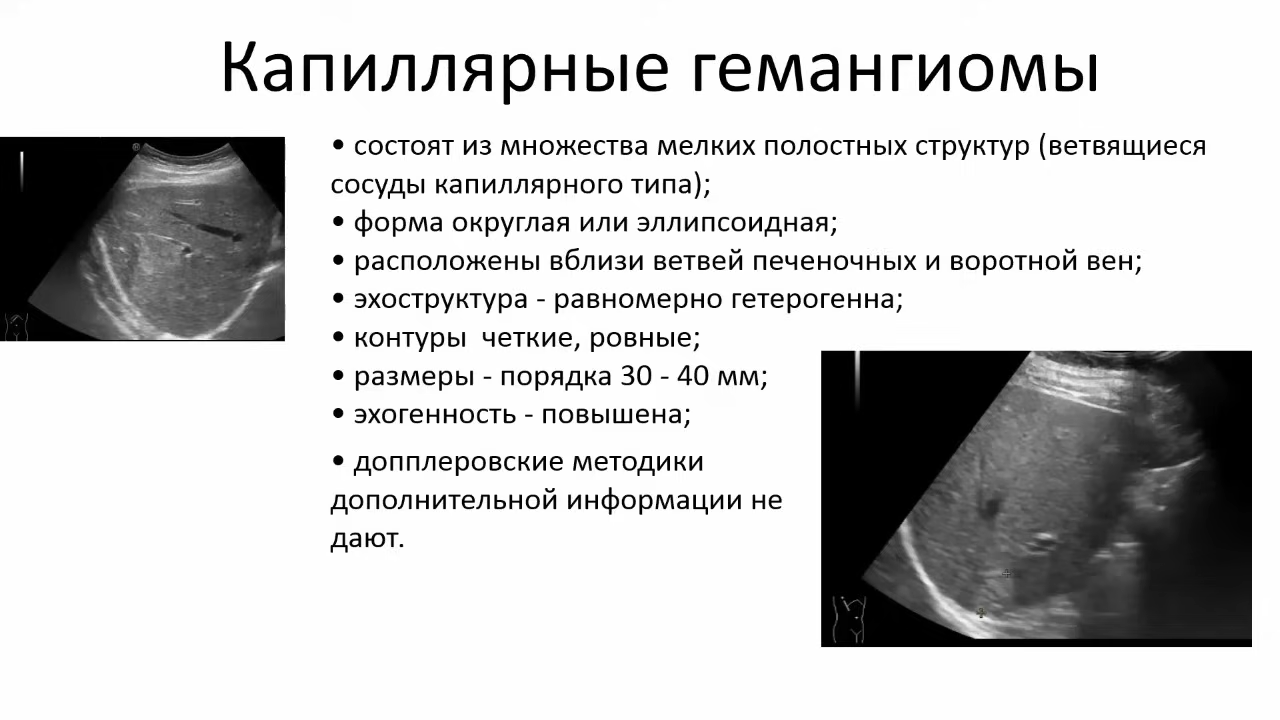 Капиллярные гемангиомы
• состоят из множества мелких полостных структур (ветвящиеся
сосуды капиллярного типа);
• форма округлая или эллипсоидная;
• расположены вблизи ветвей печеночных и воротной вен;
• эхоструктура - равномерно гетерогенна;
• контуры  четкие, ровные;
• размеры - порядка 30 - 40 мм;
• эхогенность - повышена;
• допплеровские методики
дополнительной информации не
дают.